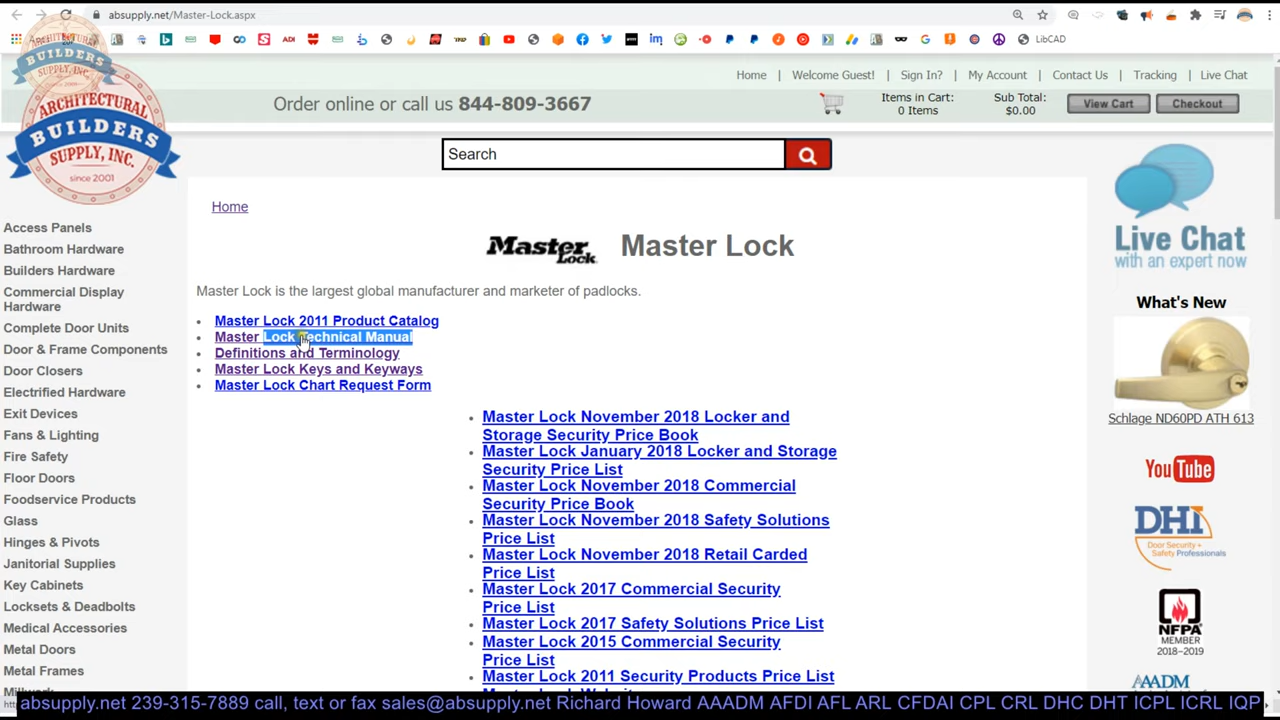 absupply.net/Master-Lock.aspx
LibCAD
ARCHITECTURAL
BUILDERS
SUPPLY, INC.
since 2001
Home | Welcome Guest! | Sign In? | My Account | Contact Us | Tracking | Live Chat
Order online or call us 844-809-3667
Items in Cart:
0 Items
Sub Total:
$0.00
View Cart
Checkout
Search
Home
Master Lock
Master Lock
Master Lock is the largest global manufacturer and marketer of padlocks.
Master Lock 2011 Product Catalog
Master Lock Technical Manual
Definitions and Terminology
Master Lock Keys and Keyways
Master Lock Chart Request Form
Master Lock November 2018 Locker and
Storage Security Price Book
Master Lock January 2018 Locker and Storage
Security Price List
Master Lock November 2018 Commercial
Security Price Book
Master Lock November 2018 Safety Solutions
Price List
Master Lock November 2018 Retail Carded
Price List
Master Lock 2017 Commercial Security
Price List
Master Lock 2017 Safety Solutions Price List
Master Lock 2015 Commercial Security
Price List
Master Lock 2011 Security Products Price List
Access Panels
Bathroom Hardware
Builders Hardware
Commercial Display
Hardware
Complete Door Units
Door & Frame Components
Door Closers
Electrified Hardware
Exit Devices
Fans & Lighting
Fire Safety
Floor Doors
Foodservice Products
Glass
Hinges & Pivots
Janitorial Supplies
Key Cabinets
Locksets & Deadbolts
Medical Accessories
Metal Doors
Metal Frames
Live Chat
with an expert now
What's New
Schlage ND60PD ATH 613
YouTube
DHI
Door Security +
Safety Professionals
NFPA
MEMBER
2018-2019
AAADM
absupply.net 239-315-7889 call, text or fax sales@absupply.net Richard Howard AAADM AFDI AFL ARL CFDAI CPL CRL DHC DHT ICPL ICRL IQP